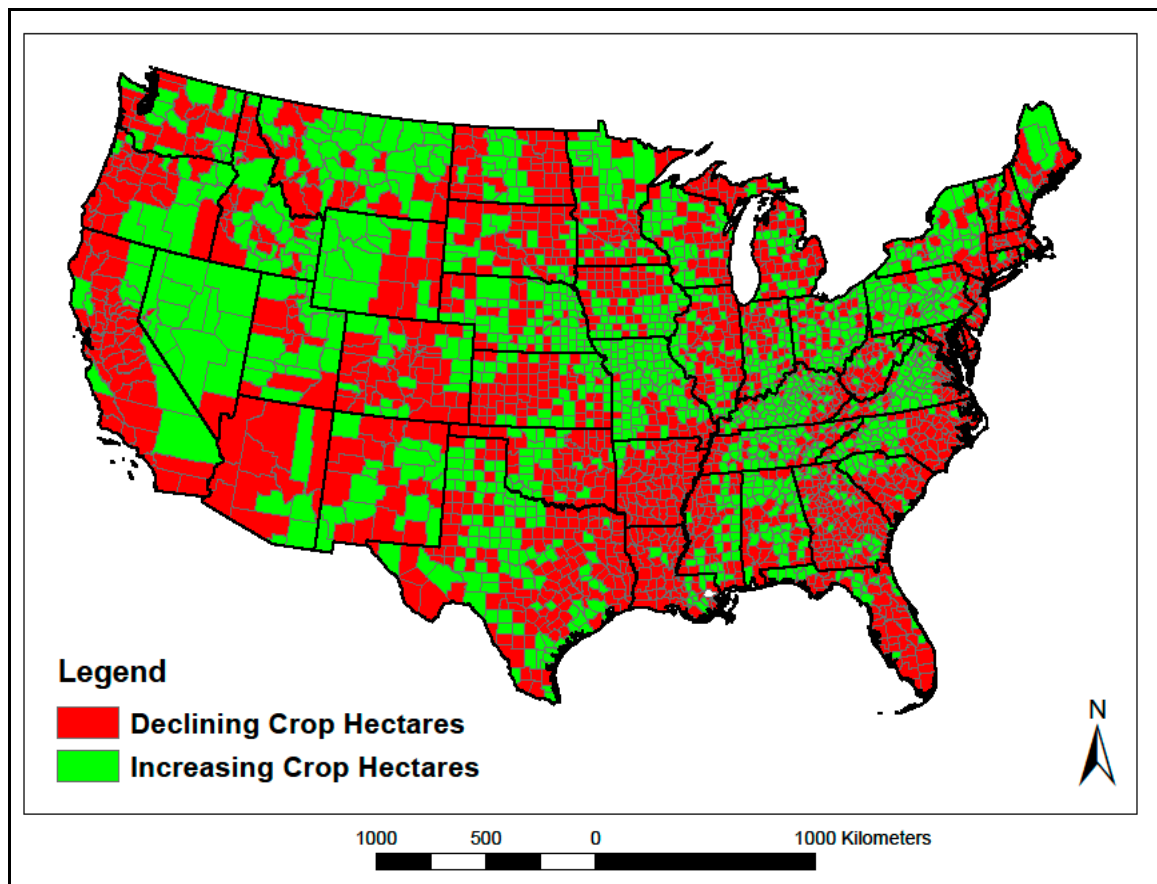 Legend
Declining Crop Hectares
Increasing Crop Hectares
N
1000 500 0 1000 Kilometers